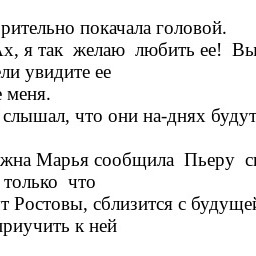 рительно покачала головой.
Ах, я так желаю любить ее! Вы
ли увидите ее
е меня.
слышал, что они на-днях будут
жна Марья сообщила Пьеру с
только что
т Ростовы, сблизится с будущей
приучить к ней